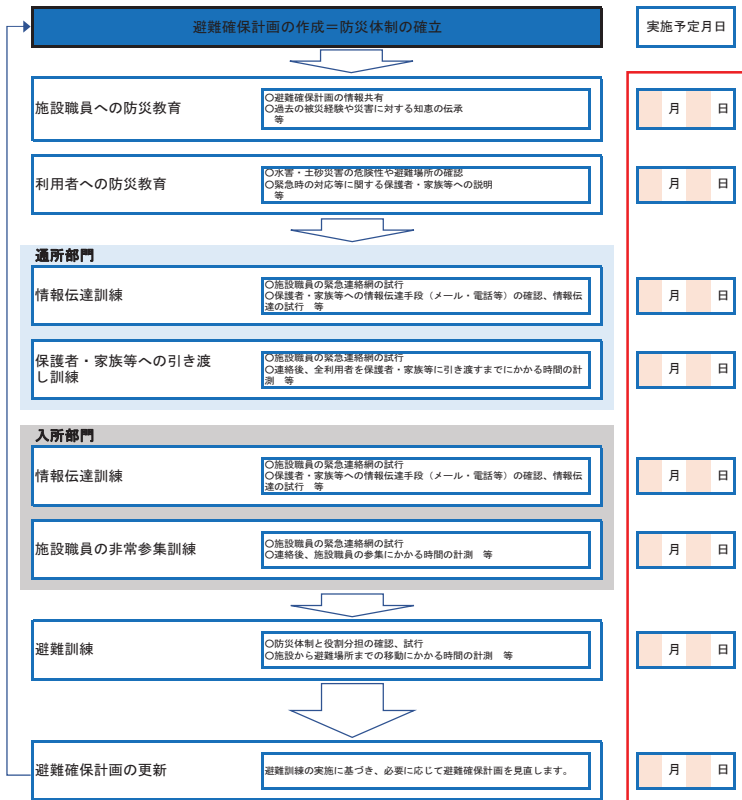 避難確保計画の作成＝防災体制の確立
実施予定月日
施設職員への防災教育
〇避難確保計画の情報共有
〇過去の被災経験や災害に対する知恵の伝承
等
月 日
利用者への防災教育
〇水害・土砂災害の危険性や避難場所の確認
〇緊急時の対応等に関する保護者・家族等への説明
等
月 日
通所部門
情報伝達訓練
〇施設職員の緊急連絡網の試行
〇保護者・家族等への情報伝達手段（メール・電話等）の確認、情報伝
達の試行　等
月 日
保護者・家族等への引き渡
し訓練
〇施設職員の緊急連絡網の試行
〇連絡後、全利用者を保護者・家族等に引き渡すまでにかかる時間の計
測　等
月 日
入所部門
情報伝達訓練
〇施設職員の緊急連絡網の試行
〇保護者・家族等への情報伝達手段（メール・電話等）の確認、情報伝
達の試行　等
月 日
施設職員の非常参集訓練
〇施設職員の緊急連絡網の試行
〇連絡後、施設職員の参集にかかる時間の計測　等
月 日
避難訓練
〇防災体制と役割分担の確認、試行
〇施設から避難場所までの移動にかかる時間の計測　等
月 日
避難確保計画の更新
避難訓練の実施に基づき、必要に応じて避難確保計画を見直します。
月 日